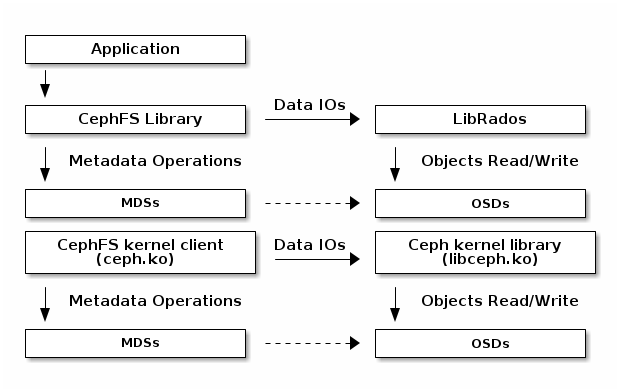 Application
Data IOs
CephFS Library
LibRados
Metadata Operations
Objects Read/Write
MDSs
OSDs
CephFS kernel client
(ceph.ko)
Data IOs
Ceph kernel library
(libceph.ko)
Metadata Operations
Objects Read/Write
MDSs
OSDs